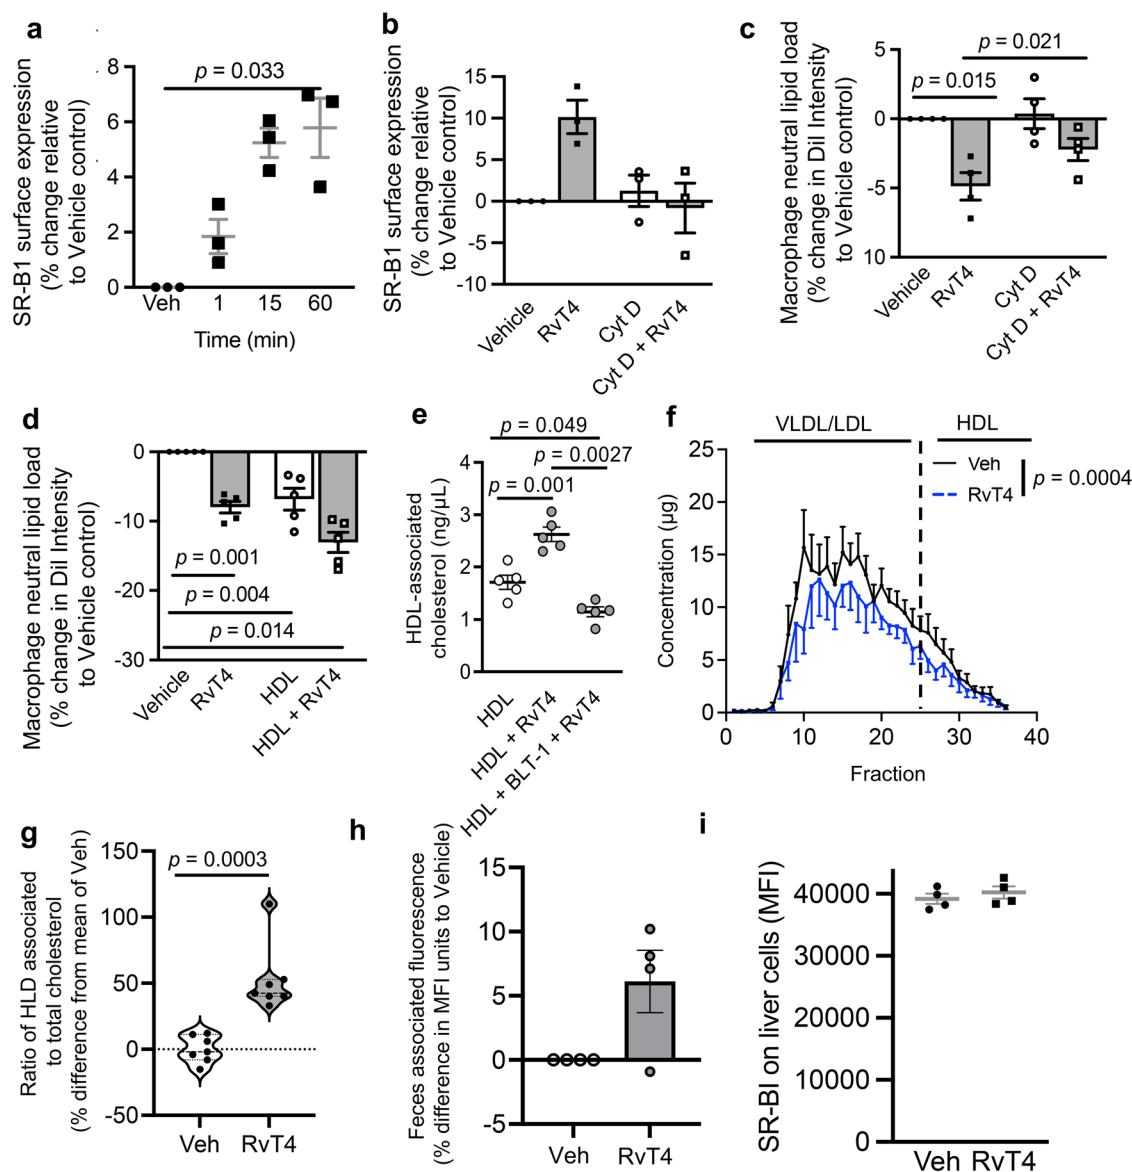 a
SR-B1 surface expression
(% change relative
to Vehicle control)
8
6
4
2
0
p = 0.033
Veh 1 15 60
Time (min)
b
SR-B1 surface expression
(% change relative
to Vehicle control)
15
10
5
0
-5
-10
Vehicle
RvT4
Cyt D
Cyt D + RvT4
c
Macrophage neutral lipid load
(% change in DiI Intensity
to Vehicle control)
5
0
-5
10
p = 0.021
p = 0.015
Vehicle
RvT4
Cyt D
Cyt D + RvT4
d
Macrophage neutral lipid load
(% change in DiI Intensity
to Vehicle control)
0
-10
-20
-30
p = 0.001
p = 0.004
p = 0.014
Vehicle
RvT4
HDL
HDL + RvT4
e
HDL-associated
cholesterol (ng/μL)
4
3
2
1
0
p = 0.049
p = 0.0027
p = 0.001
HDL
HDL + RvT4
HDL + BLT-1 + RvT4
f
VLDL/LDL
HDL
Concentration (μg)
25
20
15
10
5
0
Veh
RvT4
p = 0.0004
0 10 20 30 40
Fraction
g
Ratio of HLD associated
to total cholesterol
(% difference from mean of Veh)
150
100
50
0
-50
p = 0.0003
Veh RvT4
h
Feces associated fluorescence
(% difference in MFI units to Vehicle)
15
10
5
0
-5
Veh RvT4
i
SR-BI on liver cells (MFI)
40000
30000
20000
10000
0
Veh RvT4